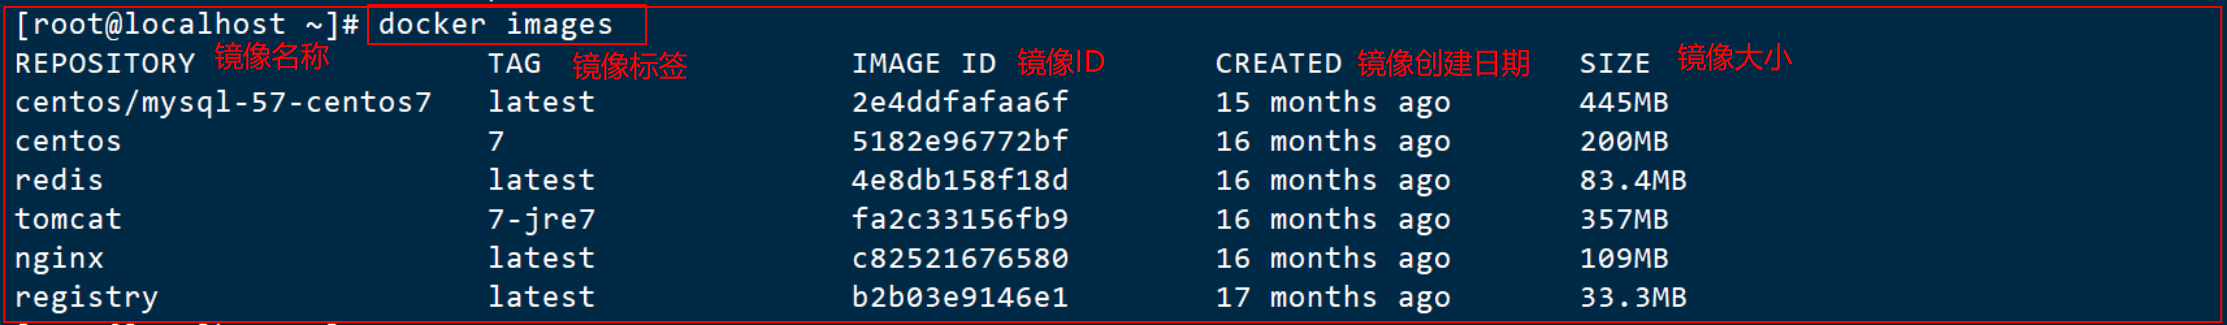 [root@localhost ~]# docker images
REPOSITORY 镜像名称 TAG 镜像标签 IMAGE ID 镜像ID CREATED 镜像创建日期 SIZE 镜像大小
centos/mysql-57-centos7 latest 2e4ddfafaa6f 15 months ago 445MB
centos 7 5182e96772bf 16 months ago 200MB
redis latest 4e8db158f18d 16 months ago 83.4MB
tomcat 7-jre7 fa2c33156fb9 16 months ago 357MB
nginx latest c82521676580 16 months ago 109MB
registry latest b2b03e9146e1 17 months ago 33.3MB